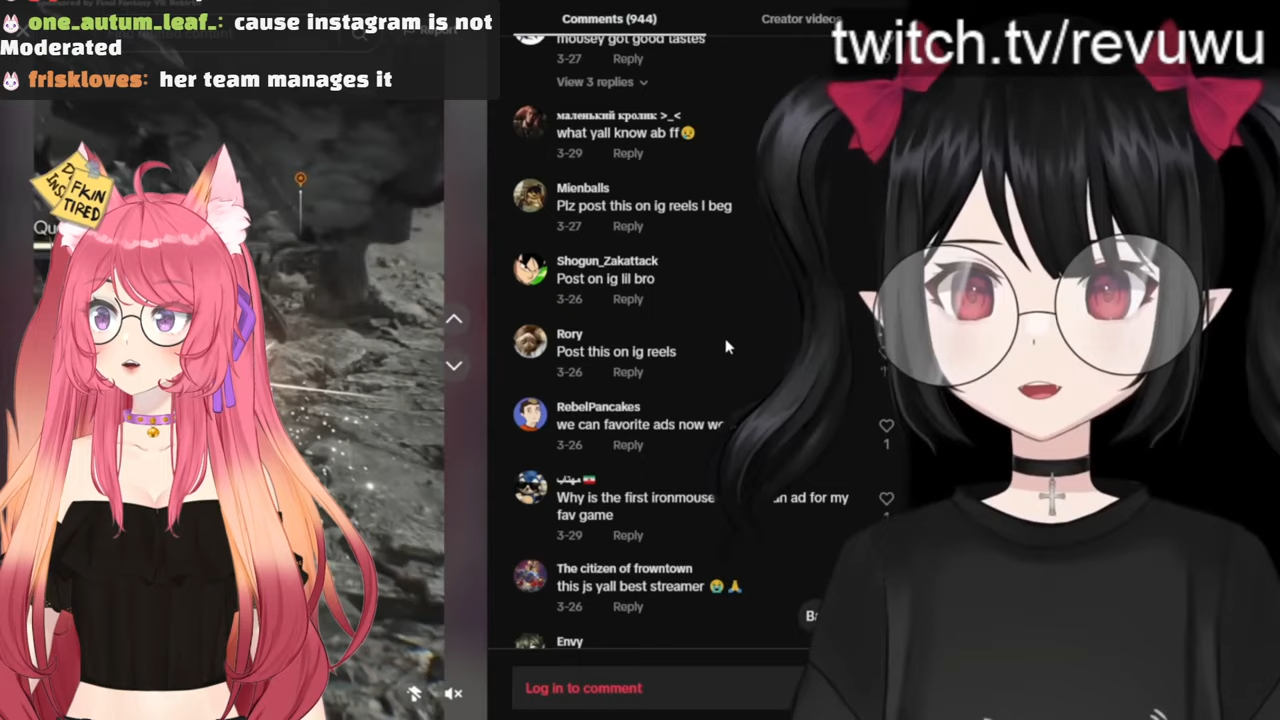 one_autum_leaf_: cause instagram is not
Moderated
friskloves: her team manages it
twitch.tv/revuwu
FKIN
TIRED
Comments (944)
Creator videos
mousey got good tastes
3-27 Reply
View 3 replies
маленький кролик >_<
what yall know ab ff😢
3-29 Reply
Mienballs
Plz post this on ig reels I beg
3-27 Reply
Shogun_Zakattack
Post on ig lil bro
3-26 Reply
Rory
Post this on ig reels
3-26 Reply
RebelPancakes
we can favorite ads now
3-26 Reply
1
مهتاب 🇮🇷
Why is the first ironmouse an ad for my
fav game
3-29 Reply
The citizen of frowntown
this is yall best streamer 😭🙏
3-26 Reply
Envy
Log in to comment